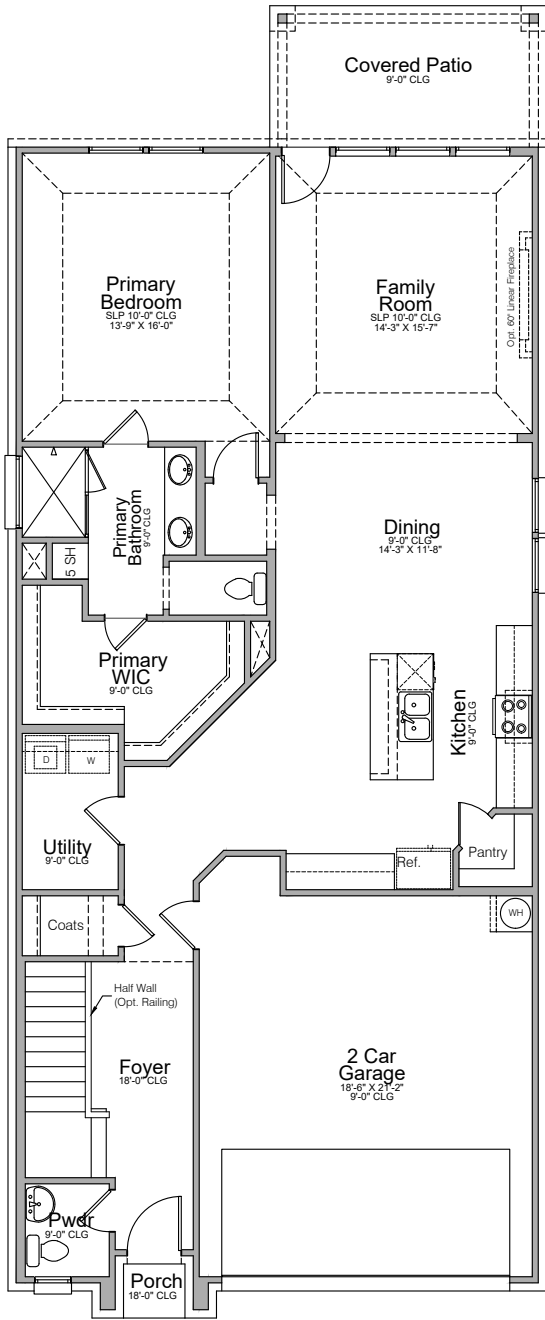 Covered Patio
9'-0" CLG
Primary
Bedroom
SLP 10'-0" CLG
13'-9" X 16'-0"
Family
Room
SLP 10'-0" CLG
14'-3" X 15'-7"
Opt. 60" Linear Fireplace
Primary
Bathroom
9'-0" CLG
5 SH
Dining
9'-0" CLG
14'-3" X 11'-8"
Primary
WIC
9'-0" CLG
Kitchen
9'-0" CLG
D
W
Utility
9'-0" CLG
Ref.
Pantry
Coats
WH
Half Wall
(Opt. Railing)
Foyer
18'-0" CLG
2 Car
Garage
18'-6" X 21'-2"
9'-0" CLG
Pwdr
9'-0" CLG
Porch
18'-0" CLG